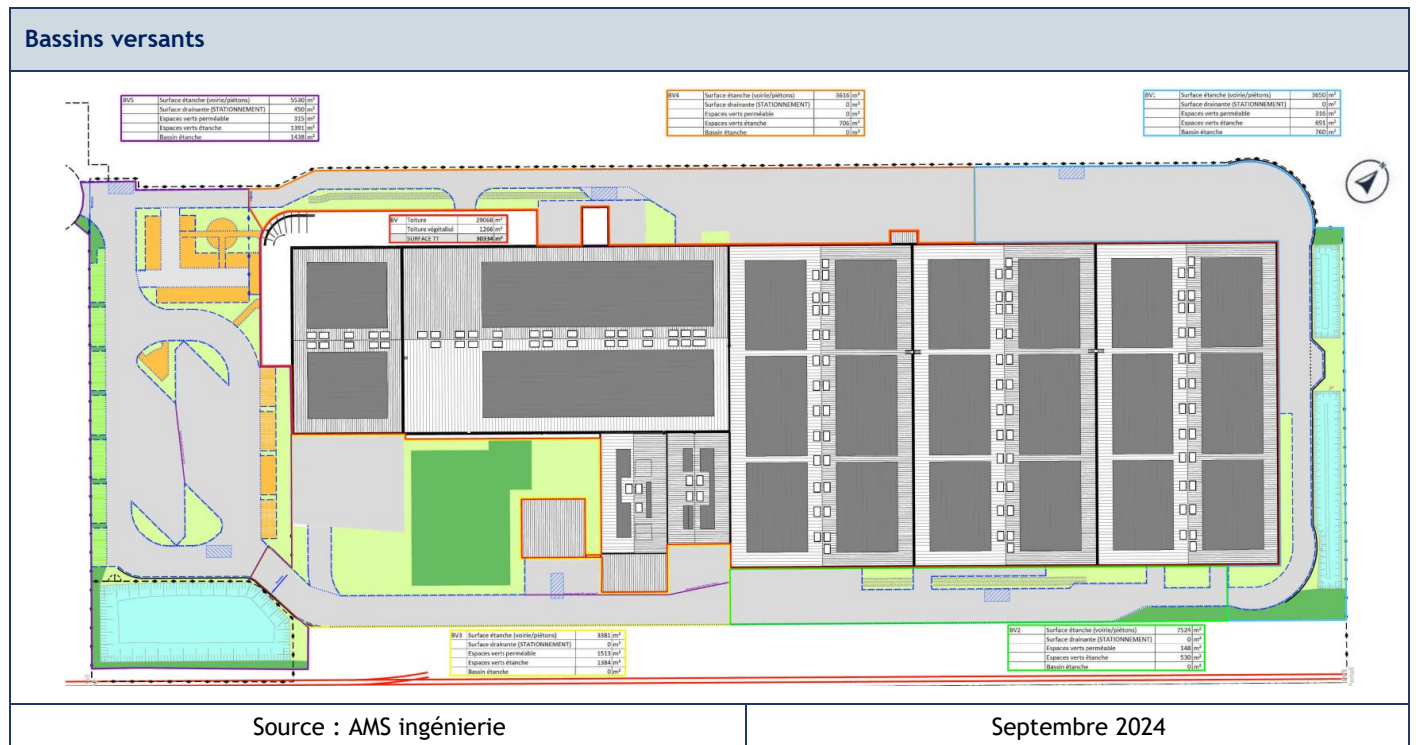 Bassins versants
BV5 Surface étanche (voirie/piétons) 5530 m²
Surface drainante (STATIONNEMENT) 450 m²
Espaces verts perméable 315 m²
Espaces verts étanche 1391 m²
Bassin étanche 1438 m²
BV4 Surface étanche (voirie/piétons) 3616 m²
Surface drainante (STATIONNEMENT) 0 m²
Espaces verts perméable 0 m²
Espaces verts étanche 706 m²
Bassin étanche 0 m²
BV1 Surface étanche (voirie/piétons) 3650 m²
Surface drainante (STATIONNEMENT) 0 m²
Espaces verts perméable 316 m²
Espaces verts étanche 691 m²
Bassin étanche 760 m²
BV Toiture 29068 m²
Toiture végétalisé 1266 m²
SURFACE T1 30334 m²
BV3 Surface étanche (voirie/piétons) 3381 m²
Surface drainante (STATIONNEMENT) 0 m²
Espaces verts perméable 1513 m²
Espaces verts étanche 1384 m²
Bassin étanche 0 m²
BV2 Surface étanche (voirie/piétons) 7524 m²
Surface drainante (STATIONNEMENT) 0 m²
Espaces verts perméable 148 m²
Espaces verts étanche 530 m²
Bassin étanche 0 m²
Source : AMS ingénierie
Septembre 2024